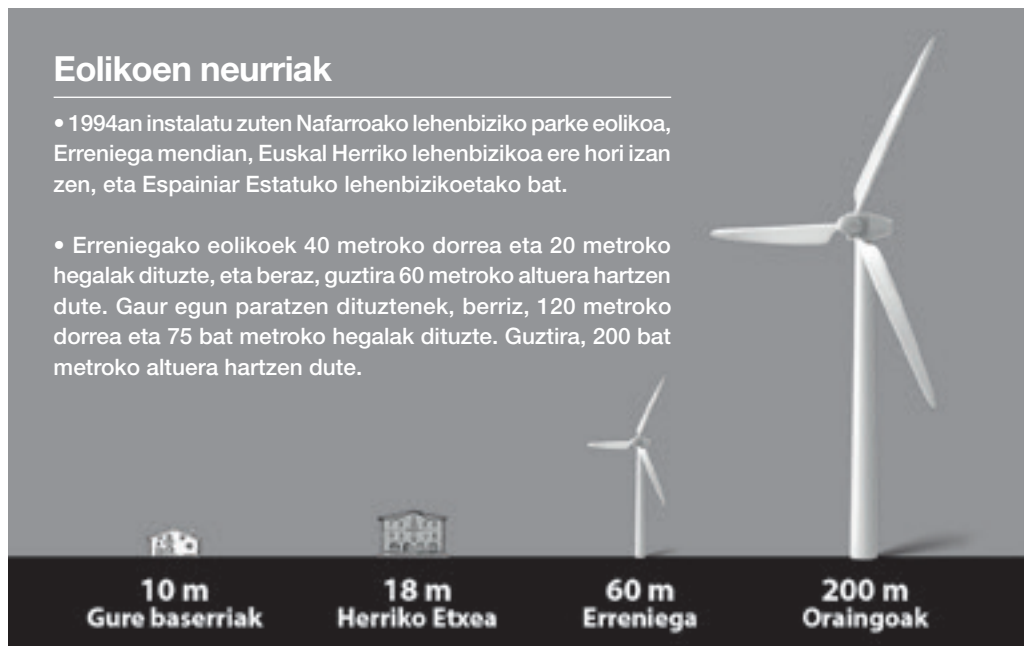 Eolikoen neurriak
• 1994an instalatu zuten Nafarroako lehenbiziko parke eolikoa,
Erreniega mendian, Euskal Herriko lehenbizikoa ere hori izan
zen, eta Espainiar Estatuko lehenbizikoetako bat.
• Erreniegako eolikoek 40 metroko dorrea eta 20 metroko
hegalak dituzte, eta beraz, guztira 60 metroko altuera hartzen
dute. Gaur egun paratzen dituztenek, berriz, 120 metroko
dorrea eta 75 bat metroko hegalak dituzte. Guztira, 200 bat
metroko altuera hartzen dute.
10 m
Gure baserriak
18 m
Herriko Etxea
60 m
Erreniega
200 m
Oraingoak